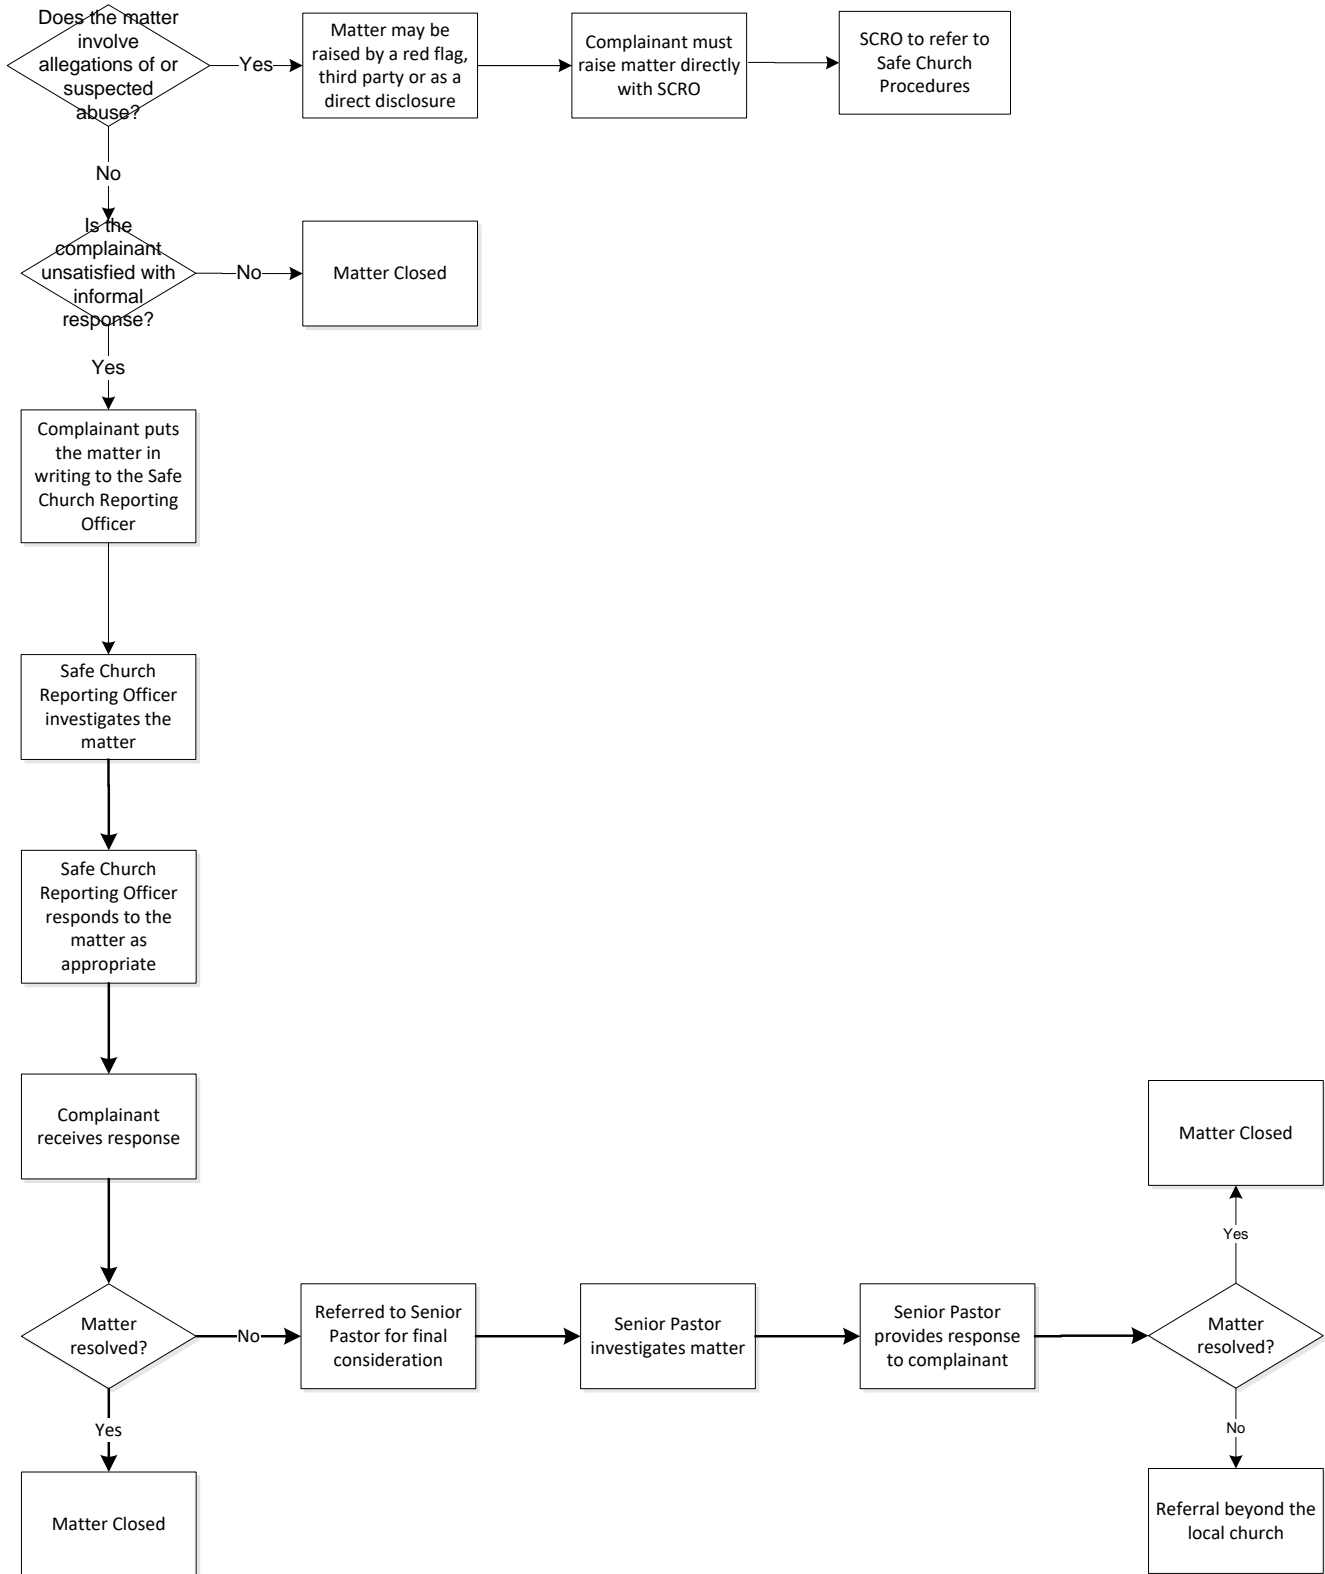 Does the matter
involve
allegations of or
suspected
abuse?
Yes
Matter may be
raised by a red flag,
third party or as a
direct disclosure
Complainant must
raise matter directly
with SCRO
SCRO to refer to
Safe Church
Procedures
No
Is the
complainant
unsatisfied with
informal
response?
No
Matter Closed
Yes
Complainant puts
the matter in
writing to the Safe
Church Reporting
Officer
Safe Church
Reporting Officer
investigates the
matter
Safe Church
Reporting Officer
responds to the
matter as
appropriate
Complainant
receives response
Matter
resolved?
No
Referred to Senior
Pastor for final
consideration
Senior Pastor
investigates matter
Senior Pastor
provides response
to complainant
Matter
resolved?
Yes
Matter Closed
No
Referral beyond the
local church
Yes
Matter Closed